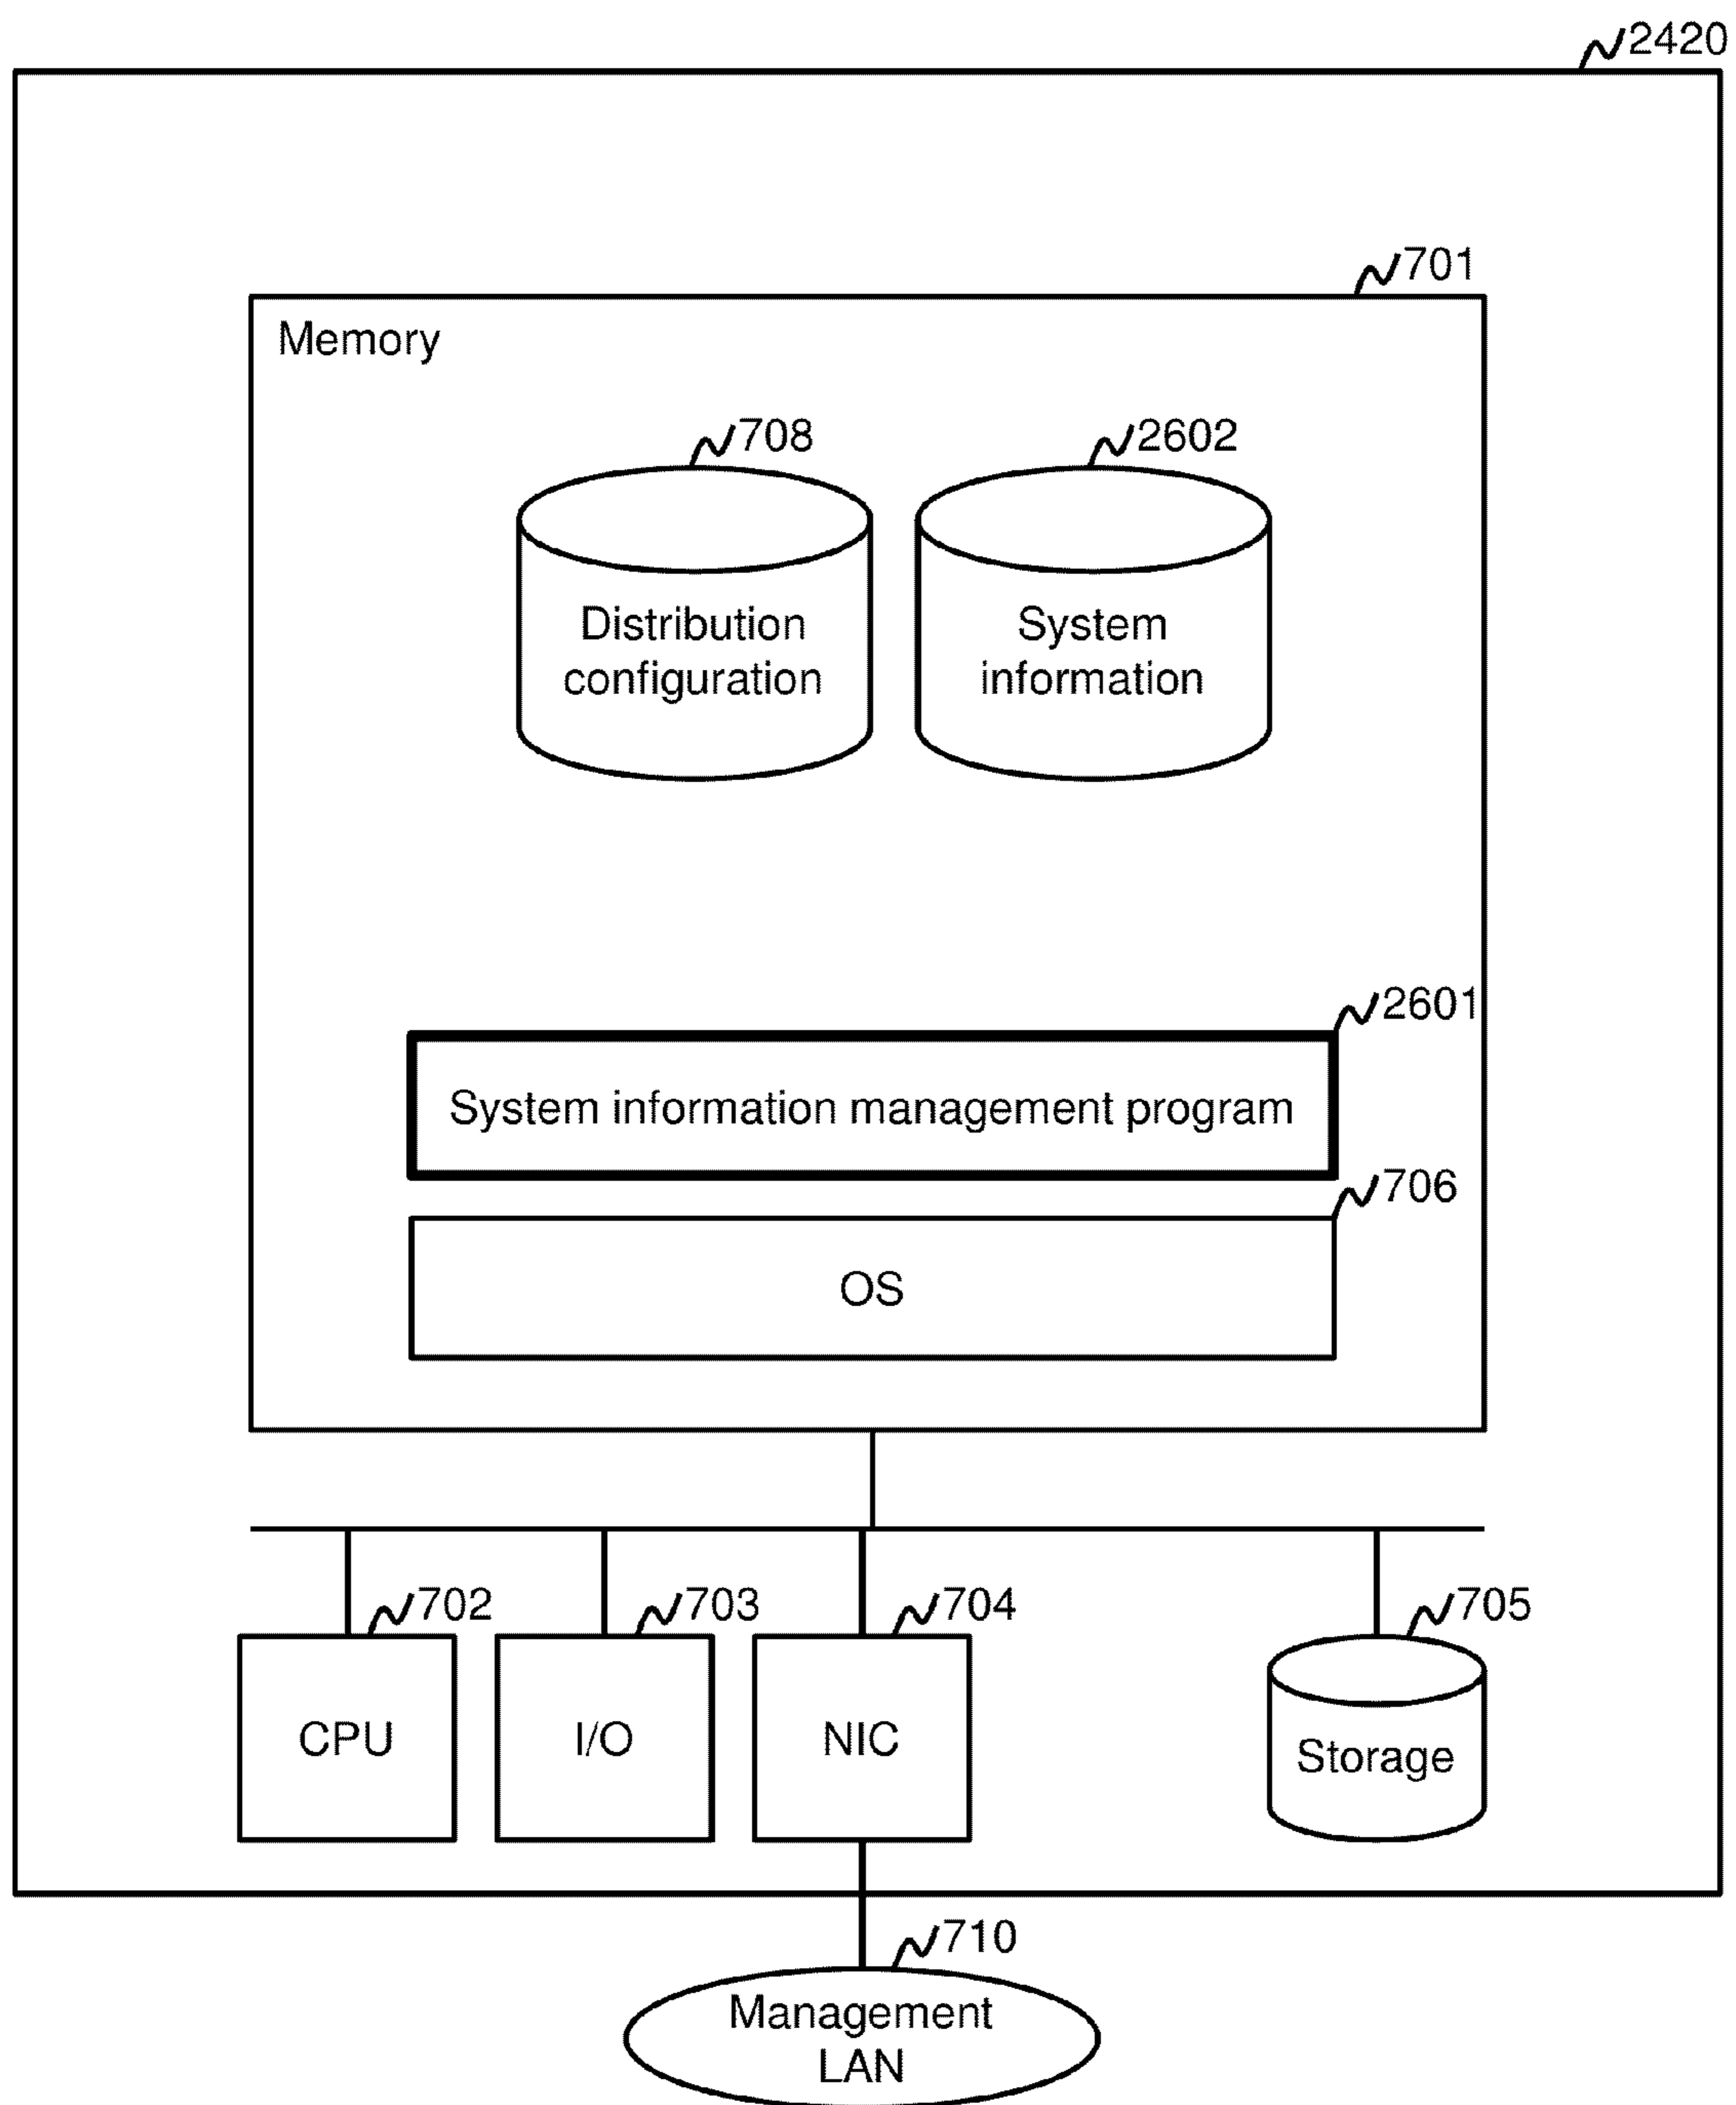 2420
701
Memory
708
2602
Distribution
configuration
System
information
2601
System information management program
706
OS
702
703
704
705
CPU
I/O
NIC
Storage
710
Management
LAN